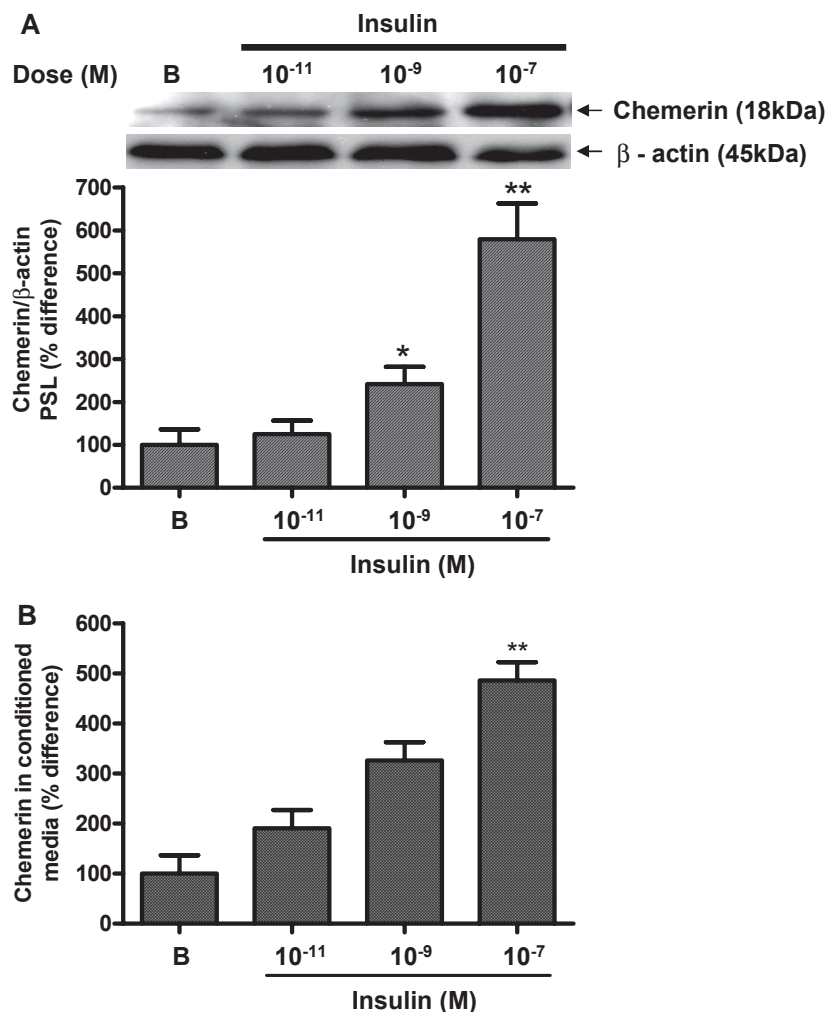 A
Insulin
Dose (M) B 10⁻¹¹ 10⁻⁹ 10⁻⁷
Chemerin (18kDa)
β - actin (45kDa)
Chemerin/β-actin
PSL (% difference)
700
600
500
400
300
200
100
0
*
**
B 10⁻¹¹ 10⁻⁹ 10⁻⁷
Insulin (M)
B
Chemerin in conditioned
media (% difference)
600
500
400
300
200
100
0
**
B 10⁻¹¹ 10⁻⁹ 10⁻⁷
Insulin (M)